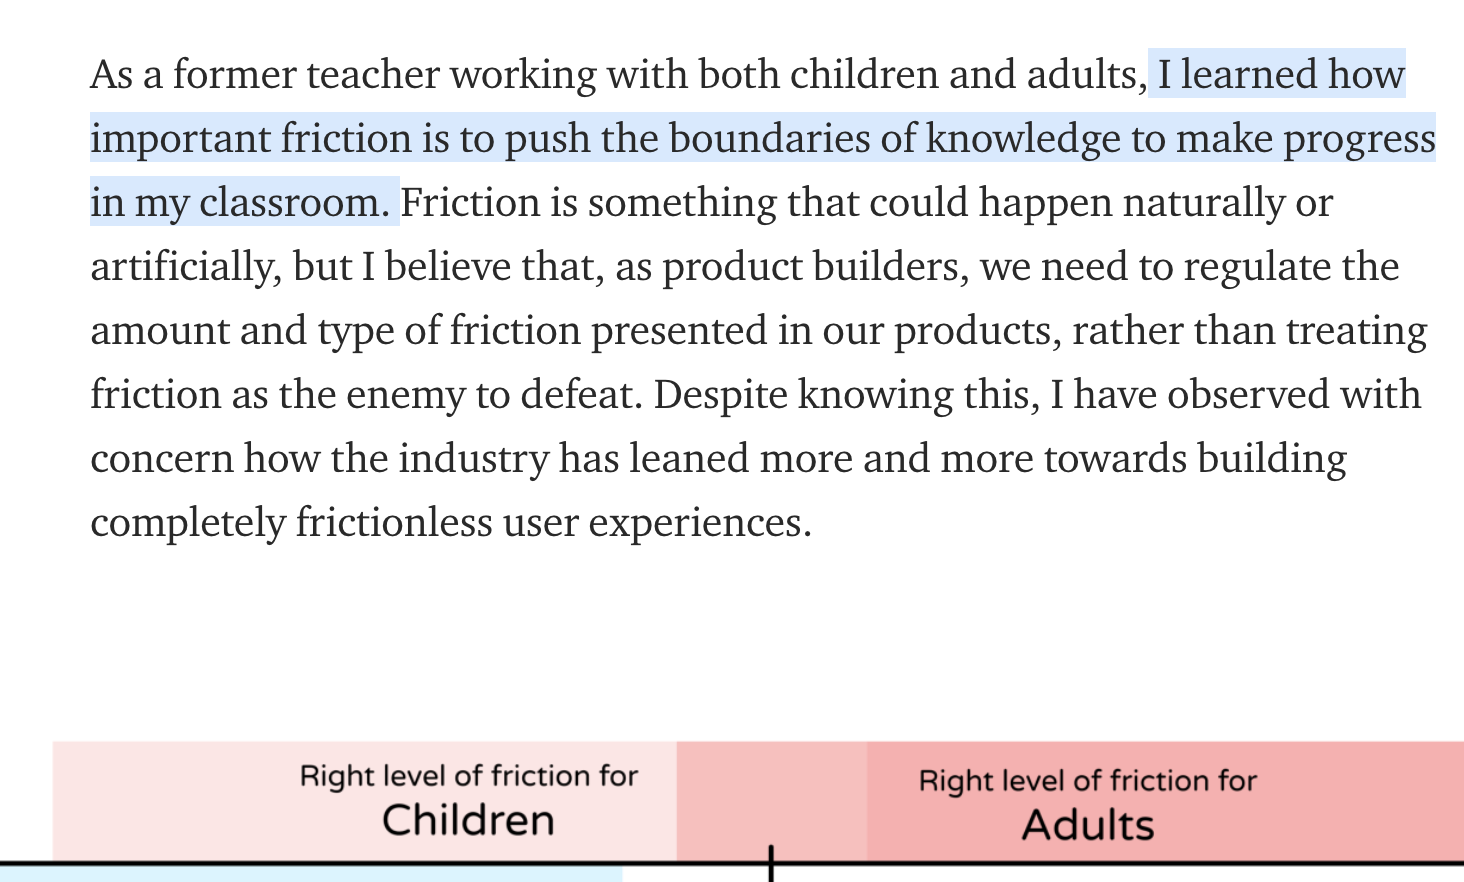 As a former teacher working with both children and adults, I learned how
important friction is to push the boundaries of knowledge to make progress
in my classroom. Friction is something that could happen naturally or
artificially, but I believe that, as product builders, we need to regulate the
amount and type of friction presented in our products, rather than treating
friction as the enemy to defeat. Despite knowing this, I have observed with
concern how the industry has leaned more and more towards building
completely frictionless user experiences.
Right level of friction for
Children
Right level of friction for
Adults